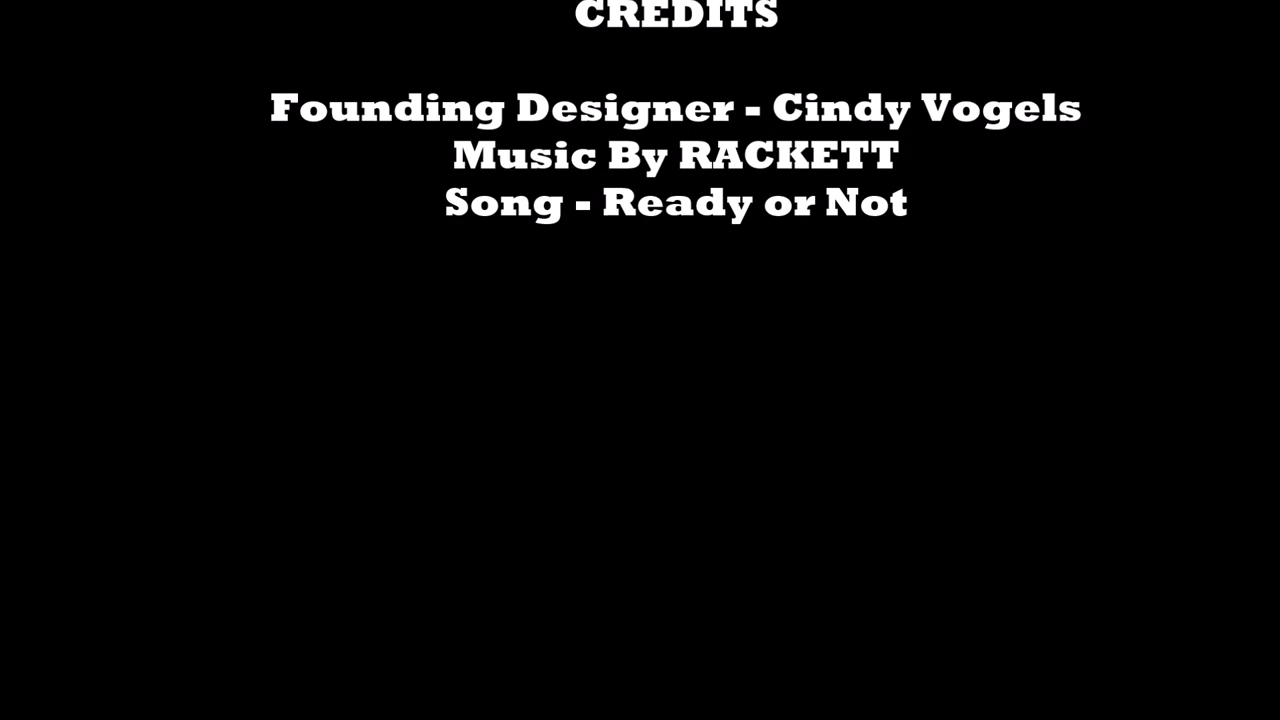 CREDITS
Founding Designer - Cindy Vogels
Music By RACKETT
Song - Ready or Not